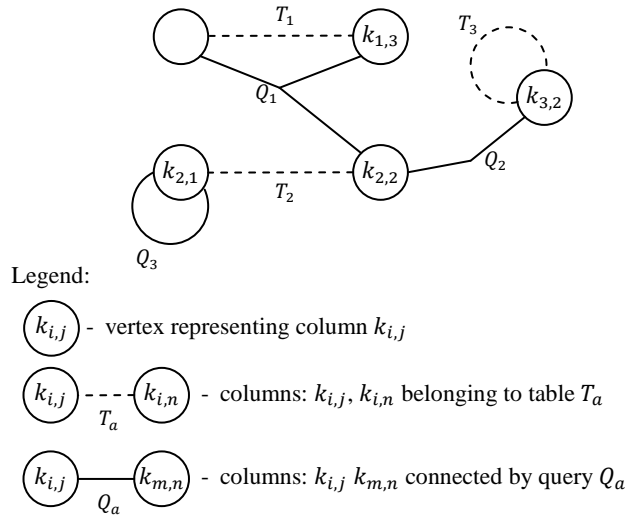 T₁
k₁,₃
T₃
k₃,₂
Q₁
k₂,₁
k₂,₂
Q₂
T₂
Q₃
Legend:
kᵢ,ⱼ - vertex representing column kᵢ,ⱼ
kᵢ,ⱼ kᵢ,ₙ - columns: kᵢ,ⱼ, kᵢ,ₙ belonging to table Tₐ
Tₐ
kᵢ,ⱼ kₘ,ₙ - columns: kᵢ,ⱼ kₘ,ₙ connected by query Qₐ
Qₐ